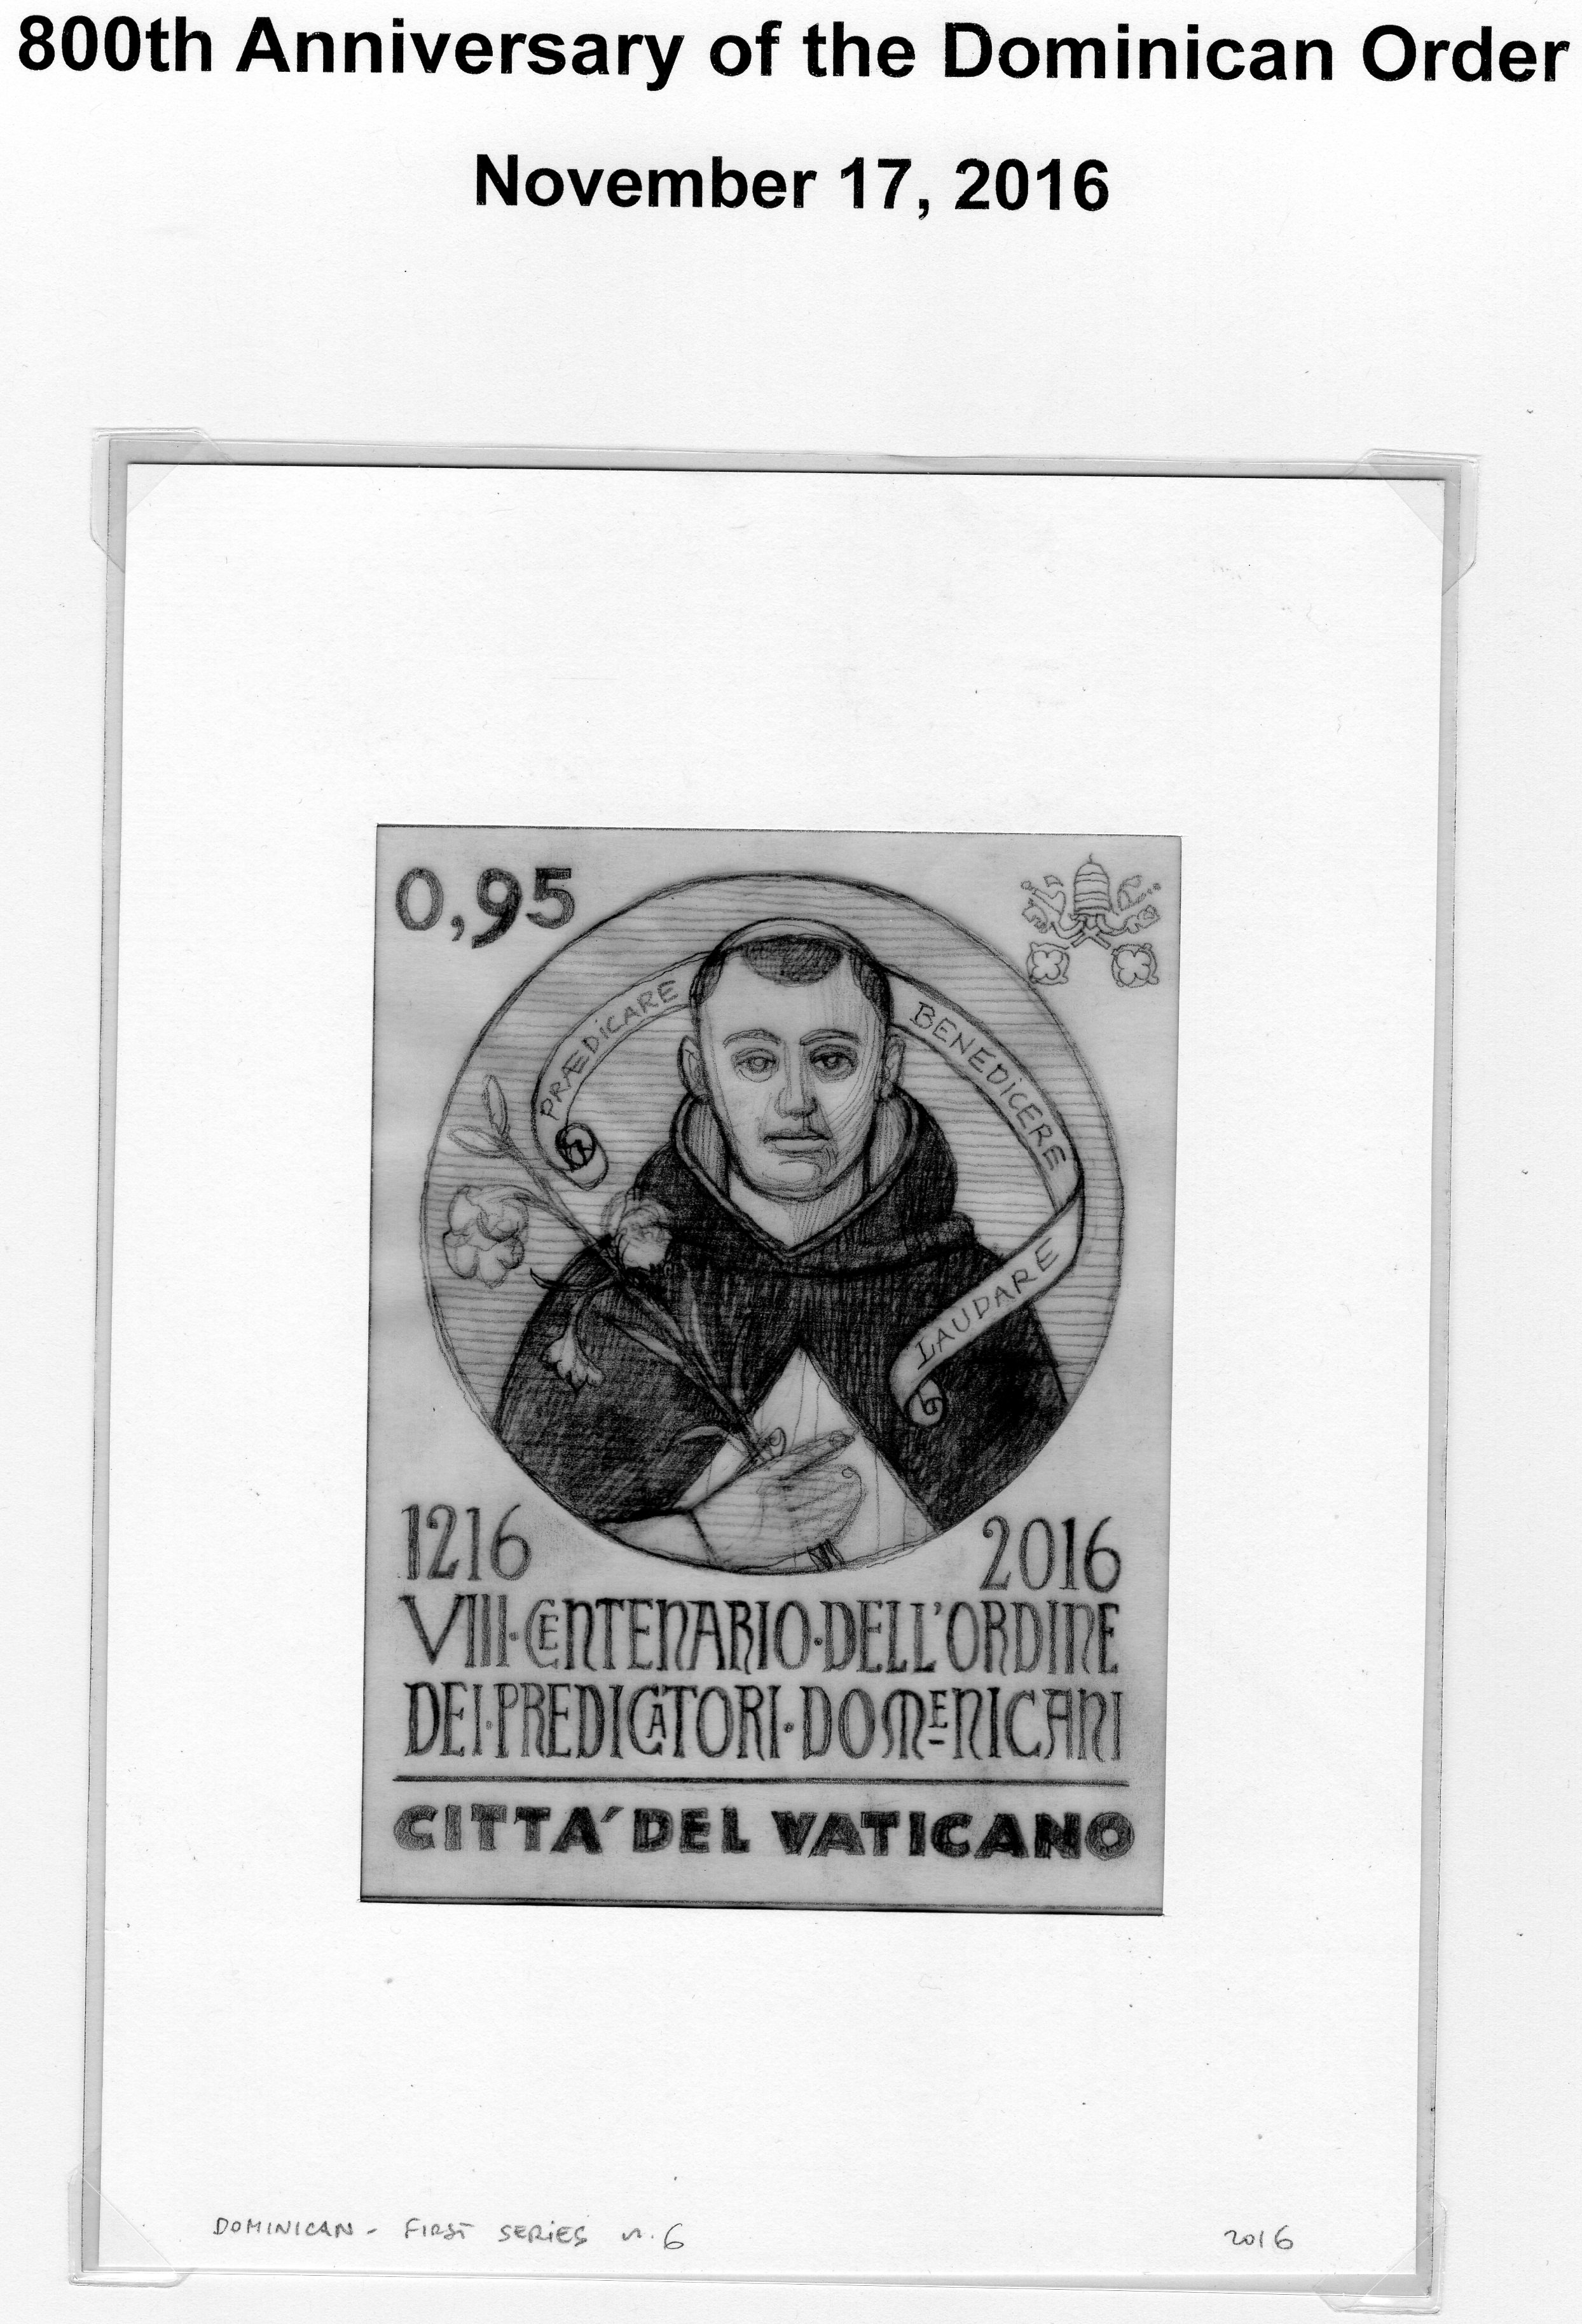 800th Anniversary of the Dominican Order
November 17, 2016
0,95
PRÆDICARE
BENEDICERE
LAUDARE
1216 2016
VIII·CENTENARIO·DELL'ORDINE
DEI·PREDICATORI·DOMENICANI
CITTA' DEL VATICANO
DOMINICAN - FIRST SERIES n. 6 2016